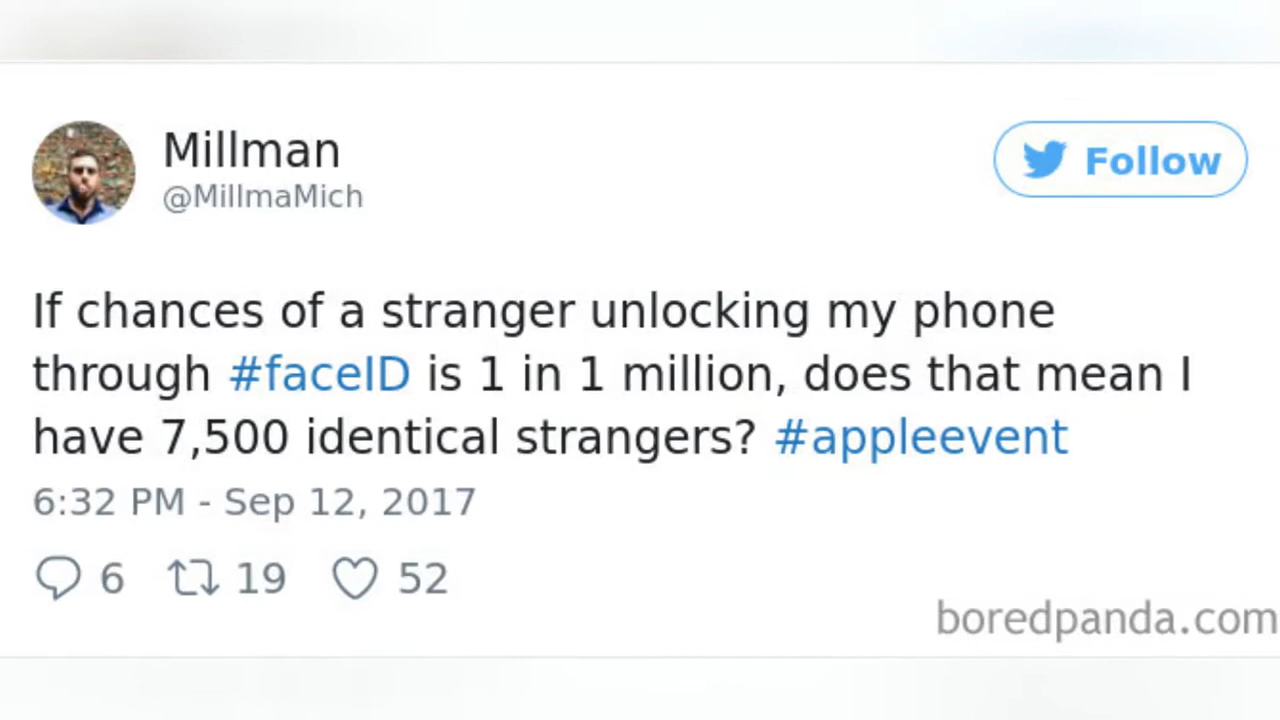 Millman
@MillmaMich
Follow
If chances of a stranger unlocking my phone
through #faceID is 1 in 1 million, does that mean I
have 7,500 identical strangers? #appleevent
6:32 PM - Sep 12, 2017
6 19 52
boredpanda.com